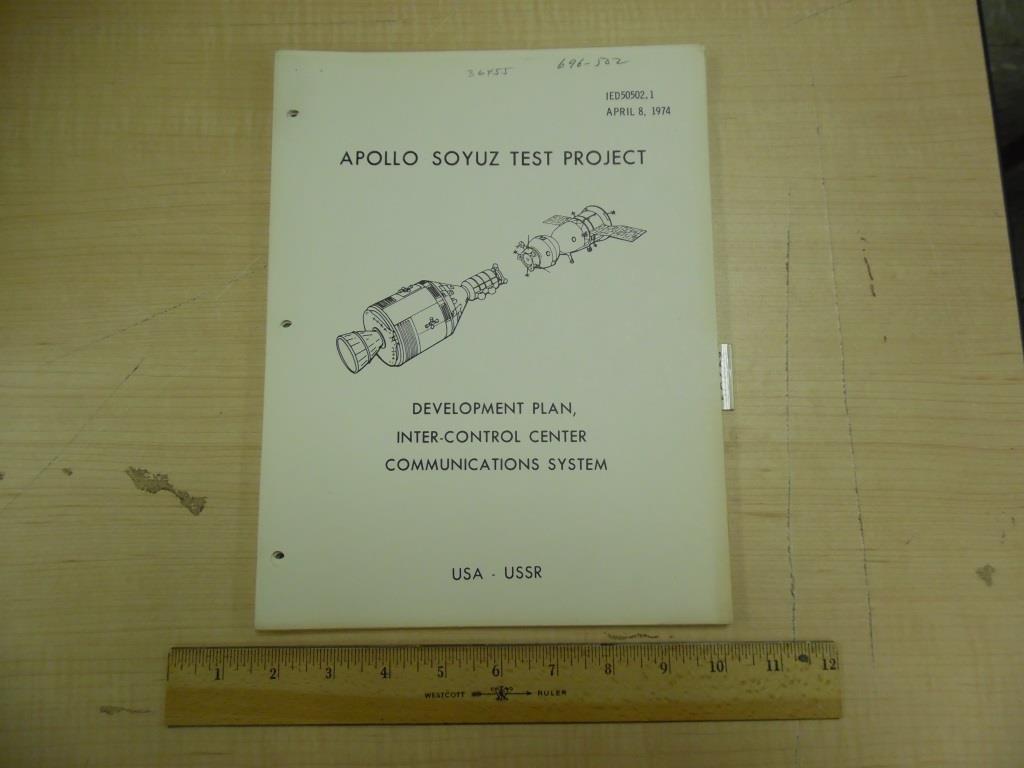 36455 696-502
IED50502.1
APRIL 8, 1974
APOLLO SOYUZ TEST PROJECT
DEVELOPMENT PLAN,
INTER-CONTROL CENTER
COMMUNICATIONS SYSTEM
USA - USSR
1 2 3 4 5 6 7 8 9 10 11 12
WESTCOTT RULER